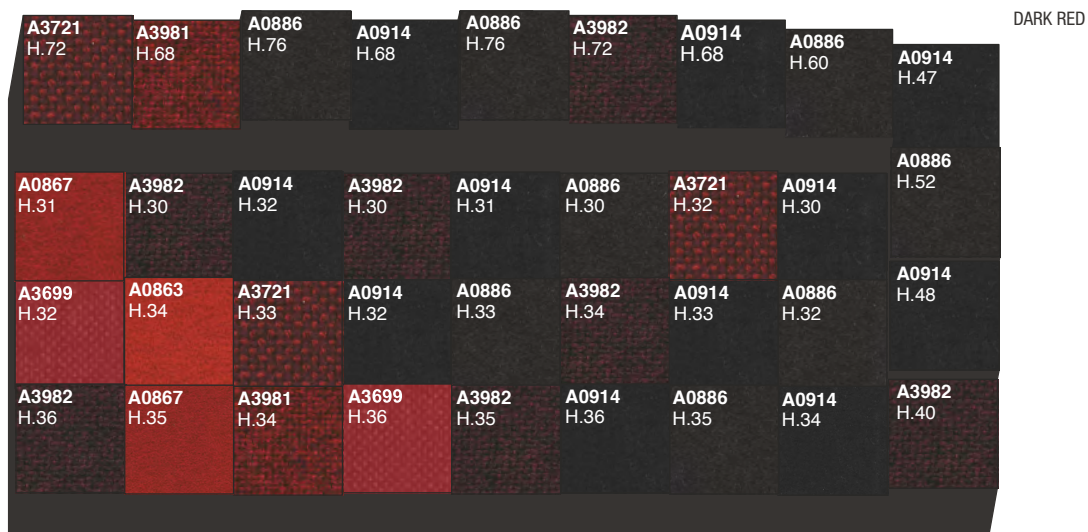 DARK RED
A3721
H.72
A3981
H.68
A0886
H.76
A0914
H.68
A0886
H.76
A3982
H.72
A0914
H.68
A0886
H.60
A0914
H.47
A0867
H.31
A3982
H.30
A0914
H.32
A3982
H.30
A0914
H.31
A0886
H.30
A3721
H.32
A0914
H.30
A0886
H.52
A3699
H.32
A0863
H.34
A3721
H.33
A0914
H.32
A0886
H.33
A3982
H.34
A0914
H.33
A0886
H.32
A0914
H.48
A3982
H.36
A0867
H.35
A3981
H.34
A3699
H.36
A3982
H.35
A0914
H.36
A0886
H.35
A0914
H.34
A3982
H.40